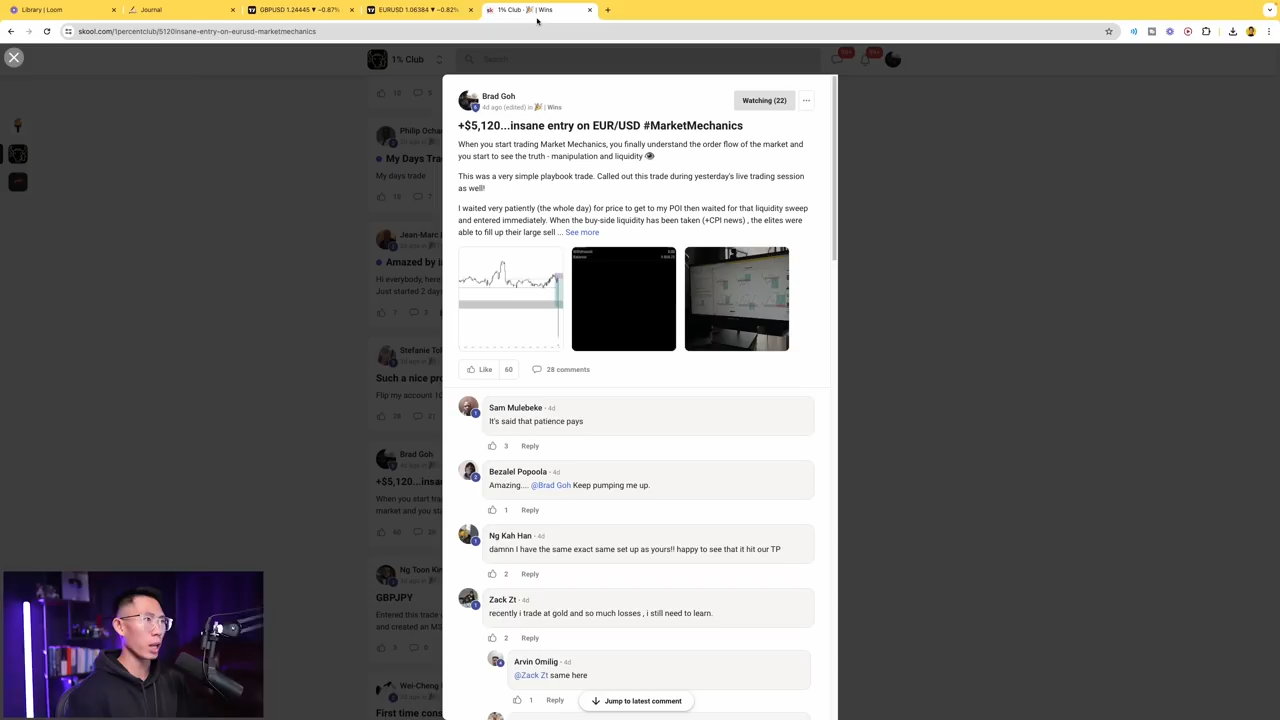 Library | Loom
Journal
GBPUSD 1.24445 ▼ −0.87%
EURUSD 1.06384 ▼ −0.82%
1% Club · 🎉 | Wins
skool.com/1percentclub/5120insane-entry-on-eurusd-marketmechanics
1% Club
Search
Philip Ocha
My Days Tra
My days trade
Jean-Marc
Amazed by i
Hi everybody, here
Just started 2 days
7 3
Stefanie Tol
Such a nice pro
Flip my account 10
28 21
Brad Goh
+$5,120...insa
When you start tra
market and you sta
Ng Toon Kin
GBPJPY
Entered this trade
and created an MS
Wei-Cheng
First time cons
Brad Goh
4d ago (edited) in 🎉 | Wins
Watching (22)
+$5,120...insane entry on EUR/USD #MarketMechanics
When you start trading Market Mechanics, you finally understand the order flow of the market and
you start to see the truth - manipulation and liquidity 👁
This was a very simple playbook trade. Called out this trade during yesterday's live trading session
as well!
I waited very patiently (the whole day) for price to get to my POI then waited for that liquidity sweep
and entered immediately. When the buy-side liquidity has been taken (+CPI news) , the elites were
able to fill up their large sell ... See more
Like 60 28 comments
Sam Mulebeke · 4d
It's said that patience pays
3 Reply
Bezalel Popoola · 4d
Amazing.... @Brad Goh Keep pumping me up.
1 Reply
Ng Kah Han · 4d
damnn I have the same exact same set up as yours!! happy to see that it hit our TP
2 Reply
Zack Zt · 4d
recently i trade at gold and so much losses , i still need to learn.
2 Reply
Arvin Omilig · 4d
@Zack Zt same here
1 Reply
Jump to latest comment